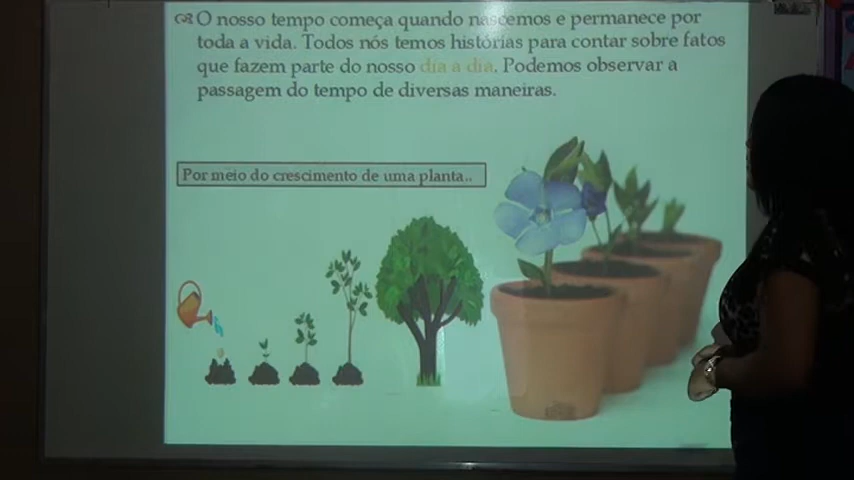 O nosso tempo começa quando nascemos e permanece por
toda a vida. Todos nós temos histórias para contar sobre fatos
que fazem parte do nosso dia a dia. Podemos observar a
passagem do tempo de diversas maneiras.
Por meio do crescimento de uma planta..